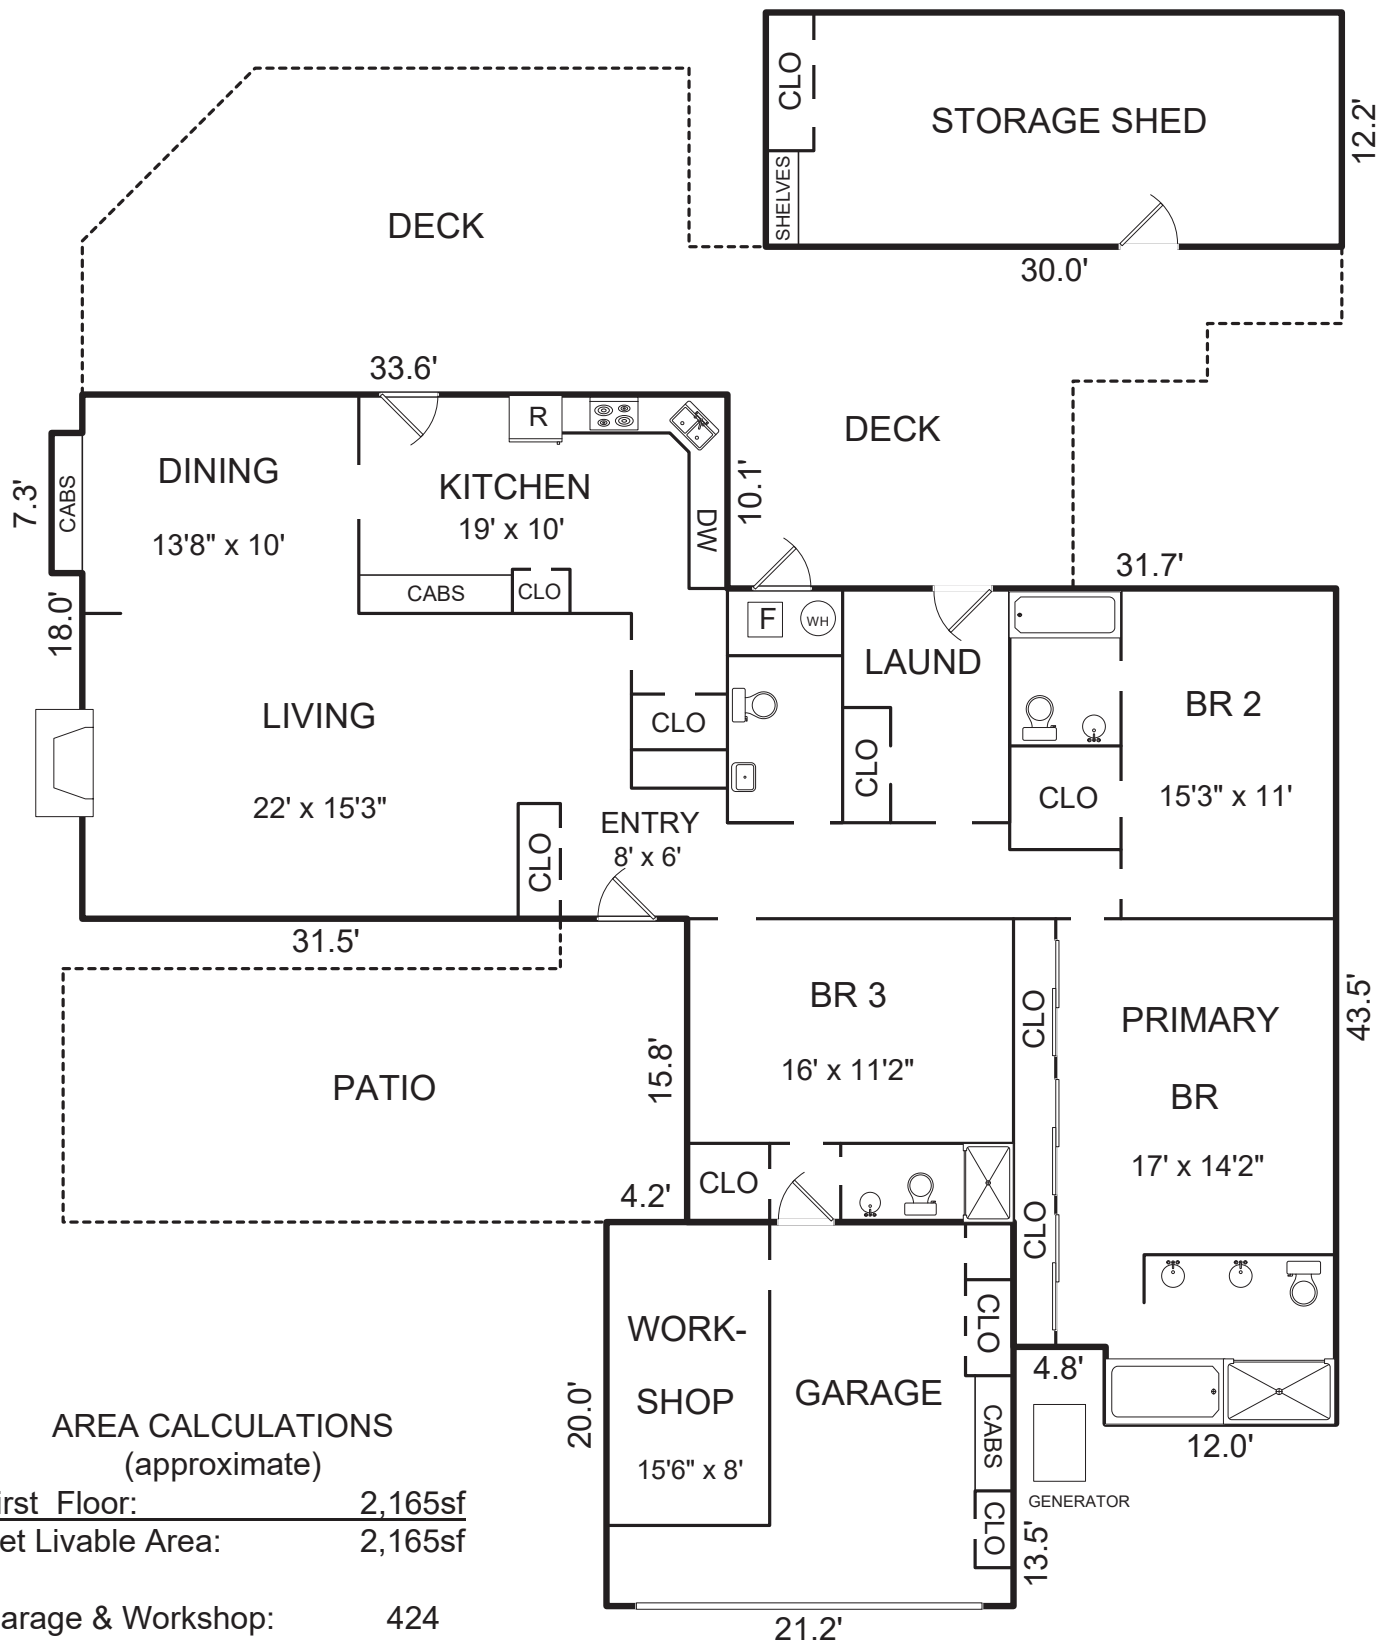 CLO
STORAGE SHED
12.2'
SHELVES
DECK
30.0'
33.6'
R
DECK
DINING
KITCHEN
7.3'
CABS
10.1'
13'8" x 10'
19' x 10'
DW
31.7'
CABS
CLO
18.0'
F
WH
LAUND
LIVING
CLO
BR 2
CLO
CLO
15'3" x 11'
22' x 15'3"
ENTRY
8' x 6'
CLO
31.5'
BR 3
CLO
PRIMARY
43.5'
PATIO
15.8'
16' x 11'2"
BR
17' x 14'2"
4.2'
CLO
CLO
WORK-
CLO
SHOP
GARAGE
4.8'
20.0'
CABS
15'6" x 8'
12.0'
GENERATOR
CLO
13.5'
21.2'
AREA CALCULATIONS
(approximate)
irst Floor: 2,165sf
et Livable Area: 2,165sf
arage & Workshop: 424